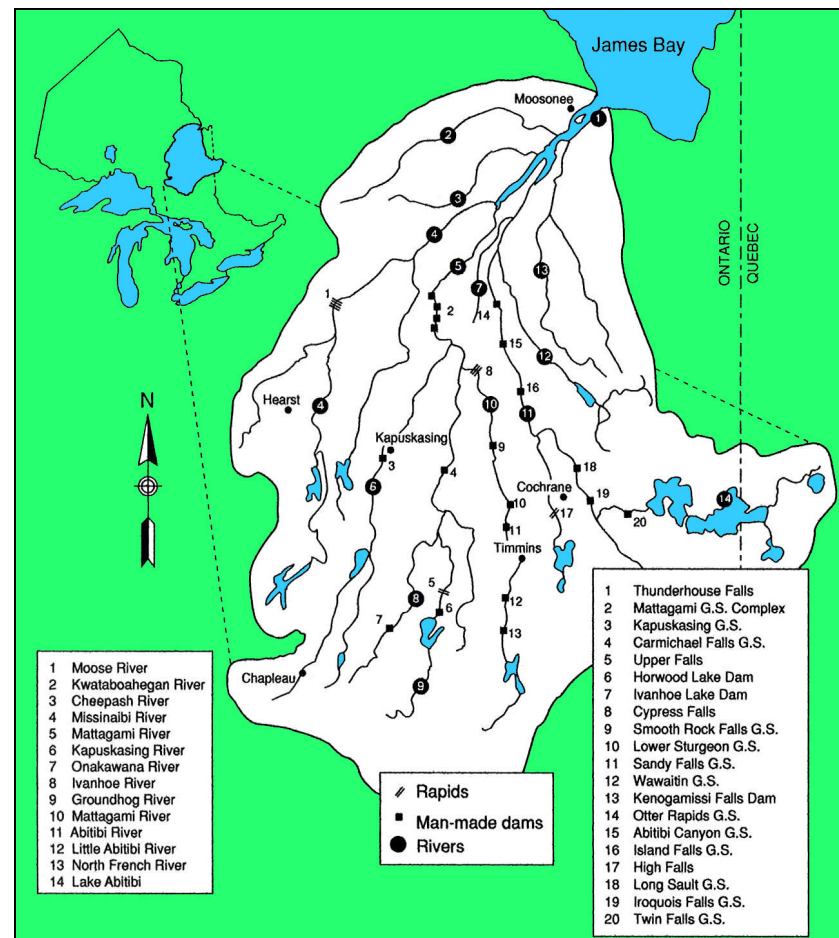 James Bay
Moosonee
1
2
3
4
ONTARIO
QUEBEC
5
13
1
2
7
14
15
12
8
N
16
Hearst
4
10
11
Kapuskasing
9
3
18
6
4
Cochrane
14
19
10
17
20
11
Timmins
5
8
12
7
6
13
Chapleau
9
1 Moose River
2 Kwataboahegan River
3 Cheepash River
4 Missinaibi River
5 Mattagami River
6 Kapuskasing River
7 Onakawana River
8 Ivanhoe River
9 Groundhog River
10 Mattagami River
11 Abitibi River
12 Little Abitibi River
13 North French River
14 Lake Abitibi
Rapids
Man-made dams
Rivers
1 Thunderhouse Falls
2 Mattagami G.S. Complex
3 Kapuskasing G.S.
4 Carmichael Falls G.S.
5 Upper Falls
6 Horwood Lake Dam
7 Ivanhoe Lake Dam
8 Cypress Falls
9 Smooth Rock Falls G.S.
10 Lower Sturgeon G.S.
11 Sandy Falls G.S.
12 Wawaitin G.S.
13 Kenogamissi Falls Dam
14 Otter Rapids G.S.
15 Abitibi Canyon G.S.
16 Island Falls G.S.
17 High Falls
18 Long Sault G.S.
19 Iroquois Falls G.S.
20 Twin Falls G.S.